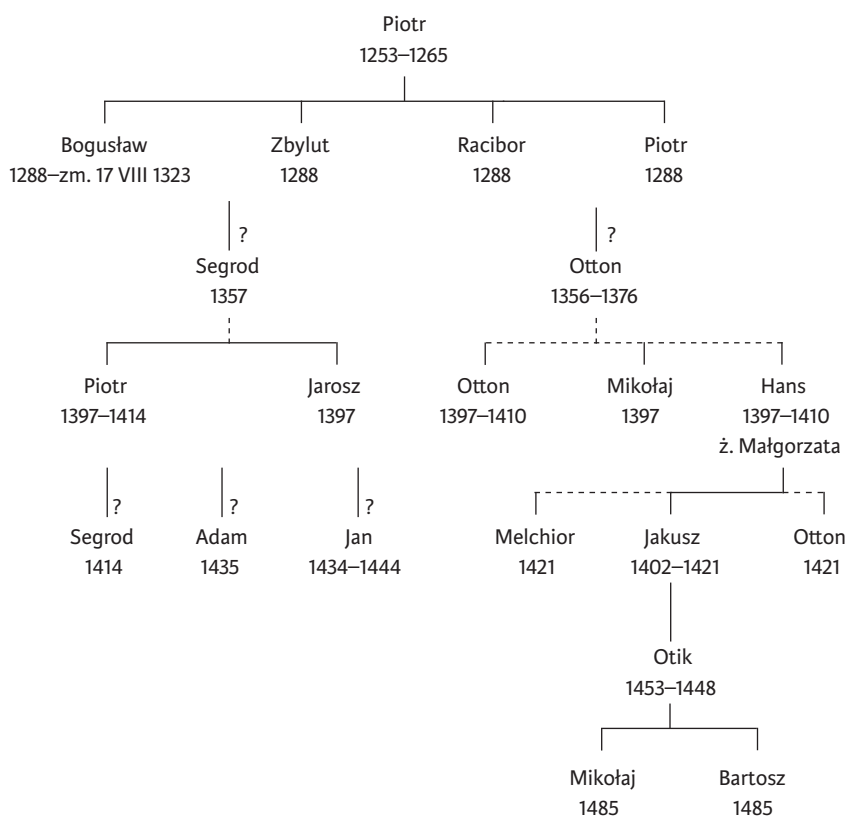 Piotr
1253–1265
Bogusław Zbylut Racibor Piotr
1288–zm. 17 VIII 1323 1288 1288 1288
? ?
Segrod Otton
1357 1356–1376
Piotr Jarosz Otton Mikołaj Hans
1397–1414 1397 1397–1410 1397 1397–1410
ż. Małgorzata
? ? ?
Segrod Adam Jan Melchior Jakusz Otton
1414 1435 1434–1444 1421 1402–1421 1421
Otik
1453–1448
Mikołaj Bartosz
1485 1485